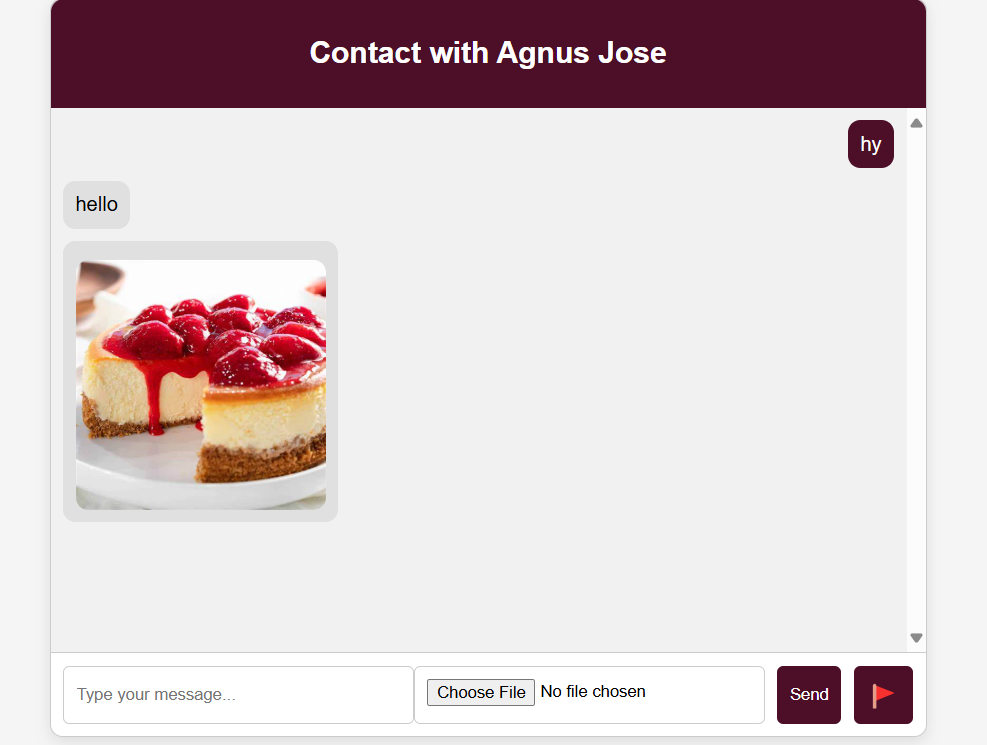 Contact with Agnus Jose
hy
hello
Type your message...
Choose File No file chosen
Send